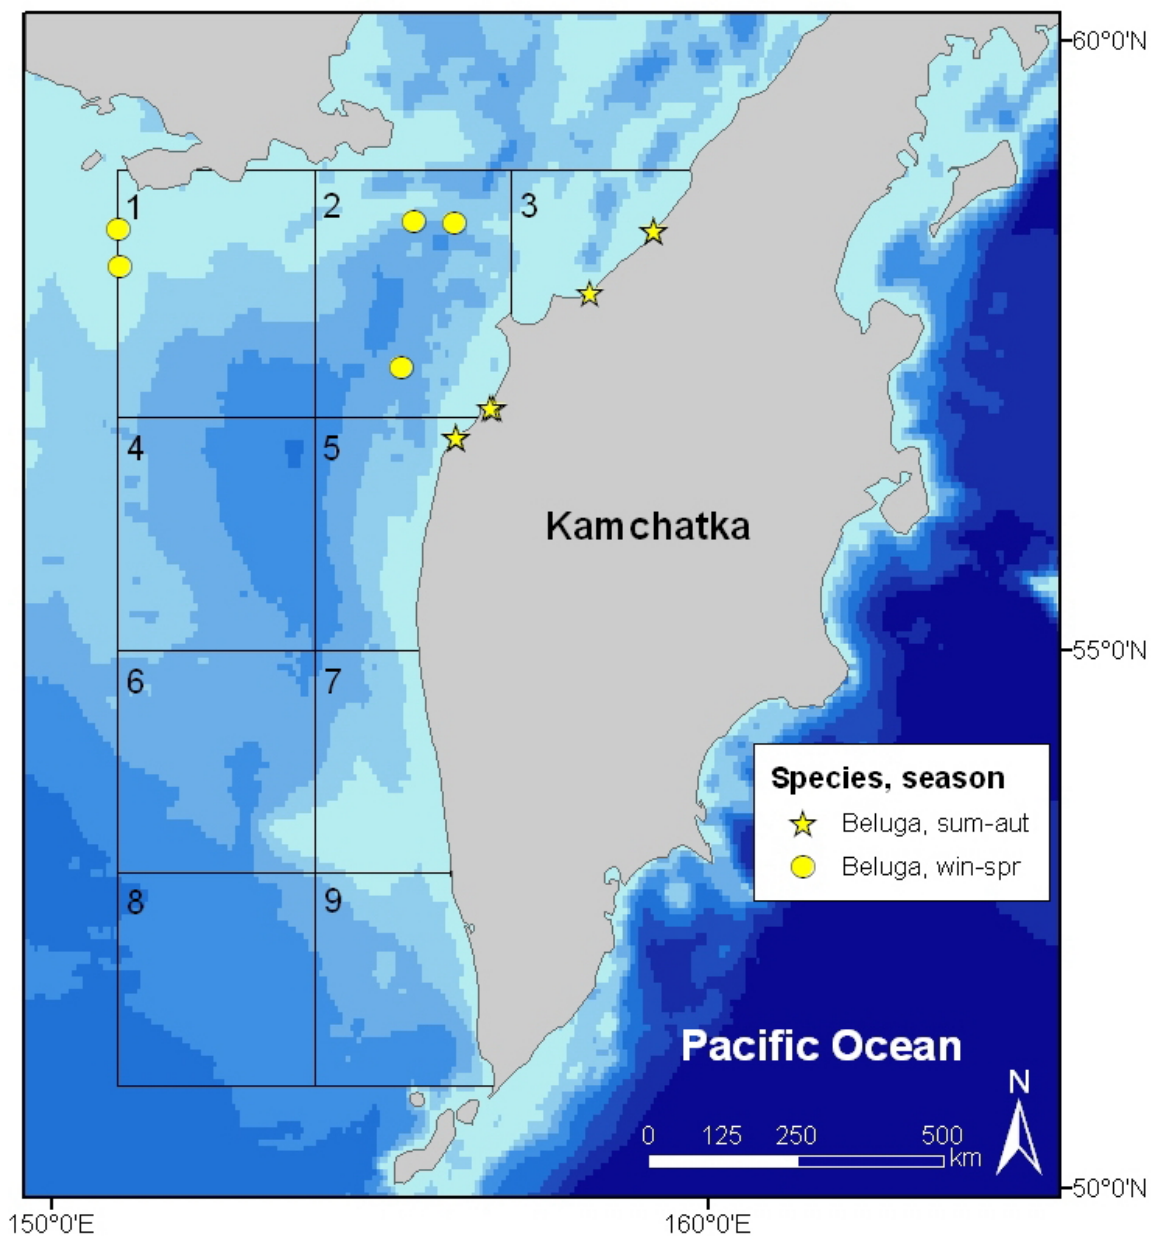 60°0'N
1
2
3
4
5
Kamchatka
55°0'N
6
7
Species, season
Beluga, sum-aut
Beluga, win-spr
8
9
Pacific Ocean
N
0 125 250 500
km
50°0'N
150°0'E
160°0'E